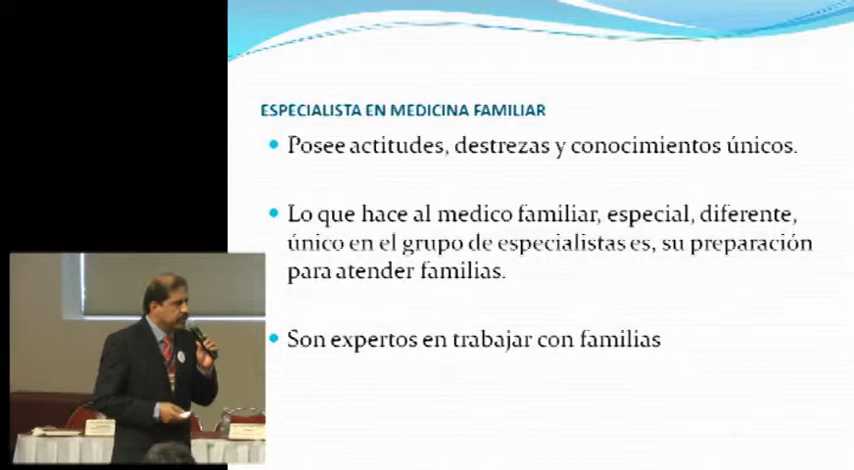 ESPECIALISTA EN MEDICINA FAMILIAR
• Posee actitudes, destrezas y conocimientos únicos.
• Lo que hace al medico familiar, especial, diferente,
único en el grupo de especialistas es, su preparación
para atender familias.
• Son expertos en trabajar con familias